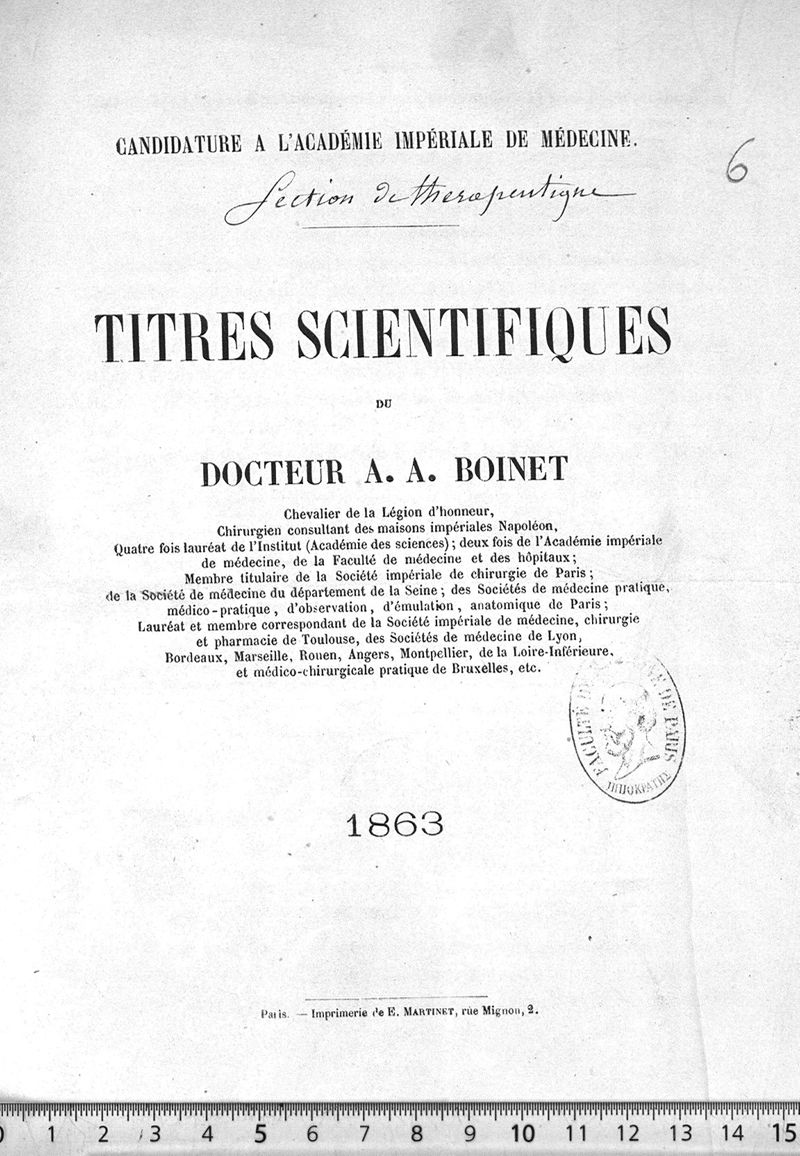 CANDIDATURE A L'ACADÉMIE IMPÉRIALE DE MÉDECINE.
6
Section de therapeutique
TITRES SCIENTIFIQUES
DU
DOCTEUR A. A. BOINET
Chevalier de la Légion d'honneur,
Chirurgien consultant des maisons impériales Napoléon,
Quatre fois lauréat de l'Institut (Académie des sciences) ; deux fois de l'Académie impériale
de médecine, de la Faculté de médecine et des hôpitaux ;
Membre titulaire de la Société impériale de chirurgie de Paris ;
de la Société de médecine du département de la Seine ; des Sociétés de médecine pratique,
médico-pratique, d'observation, d'émulation, anatomique de Paris ;
Lauréat et membre correspondant de la Société impériale de médecine, chirurgie
et pharmacie de Toulouse, des Sociétés de médecine de Lyon,
Bordeaux, Marseille, Rouen, Angers, Montpellier, de la Loire-Inférieure,
et médico-chirurgicale pratique de Bruxelles, etc.
FACULTÉ DE PARIS
ΙΠΠΟΚΡΑΤΗΣ
1863
Paris. — Imprimerie de E. MARTINET, rue Mignon, 2.
0 1 2 3 4 5 6 7 8 9 10 11 12 13 14 15